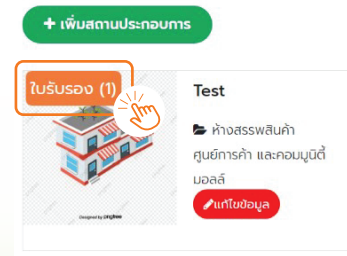 + เพิ่มสถานประกอบการ
ใบรับรอง (1)
Test
ห้างสรรพสินค้า
ศูนย์การค้า และคอมมูนิตี้
มอลล์
แก้ไขข้อมูล
Designed by pngtree